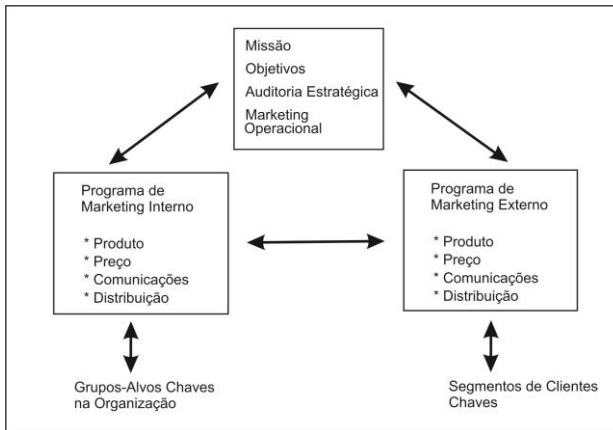 Missão
Objetivos
Auditoria Estratégica
Marketing
Operacional
Programa de
Marketing Interno
* Produto
* Preço
* Comunicações
* Distribuição
Programa de
Marketing Externo
* Produto
* Preço
* Comunicações
* Distribuição
Grupos-Alvos Chaves
na Organização
Segmentos de Clientes
Chaves